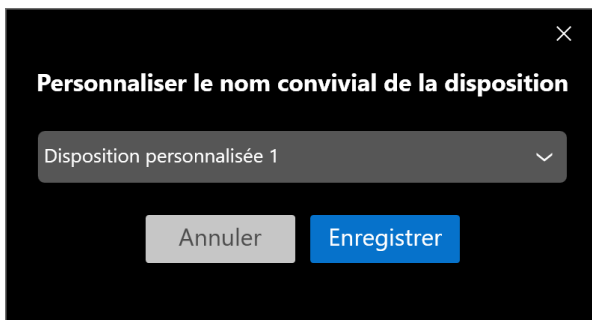 Personnaliser le nom convivial de la disposition
Disposition personnalisée 1
Annuler
Enregistrer